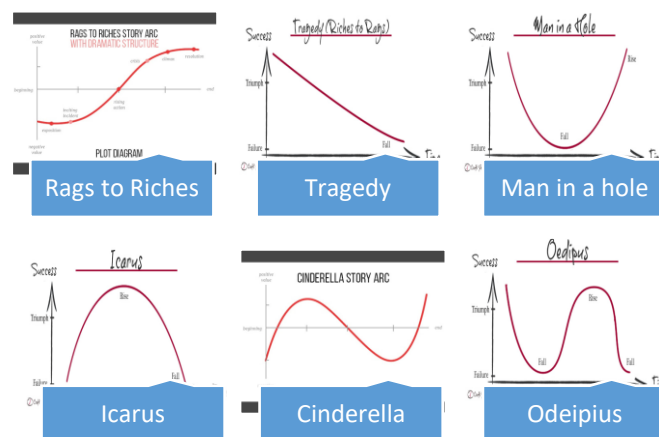 RAGS TO RICHES STORY ARC
WITH DRAMATIC STRUCTURE
positive
value
crisis
climax
resolution
beginning
end
inciting
incident
rising
action
exposition
negative
value
PLOT DIAGRAM
Rags to Riches
Tragedy (Riches to Rags)
Success
Triumph
Failure
Fall
Tragedy
Man in a Hole
Success
Triumph
Rise
Failure
Fall
Man in a hole
Icarus
Success
Triumph
Rise
Fall
Icarus
CINDERELLA STORY ARC
positive
value
beginning
end
Cinderella
Oedipus
Success
Triumph
Rise
Failure
Fall
Fall
Odeipius